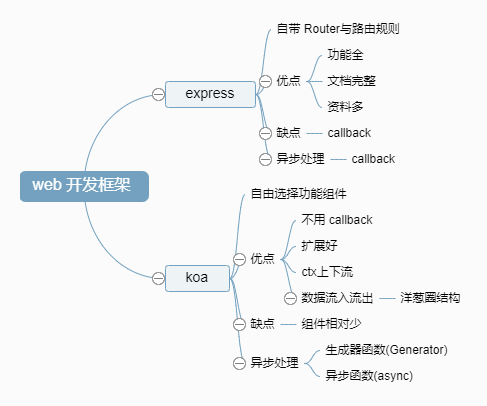 web 开发框架
express
自带 Router与路由规则
优点
功能全
文档完整
资料多
缺点
callback
异步处理
callback
koa
自由选择功能组件
优点
不用 callback
扩展好
ctx上下流
数据流入流出
洋葱圈结构
缺点
组件相对少
异步处理
生成器函数(Generator)
异步函数(async)